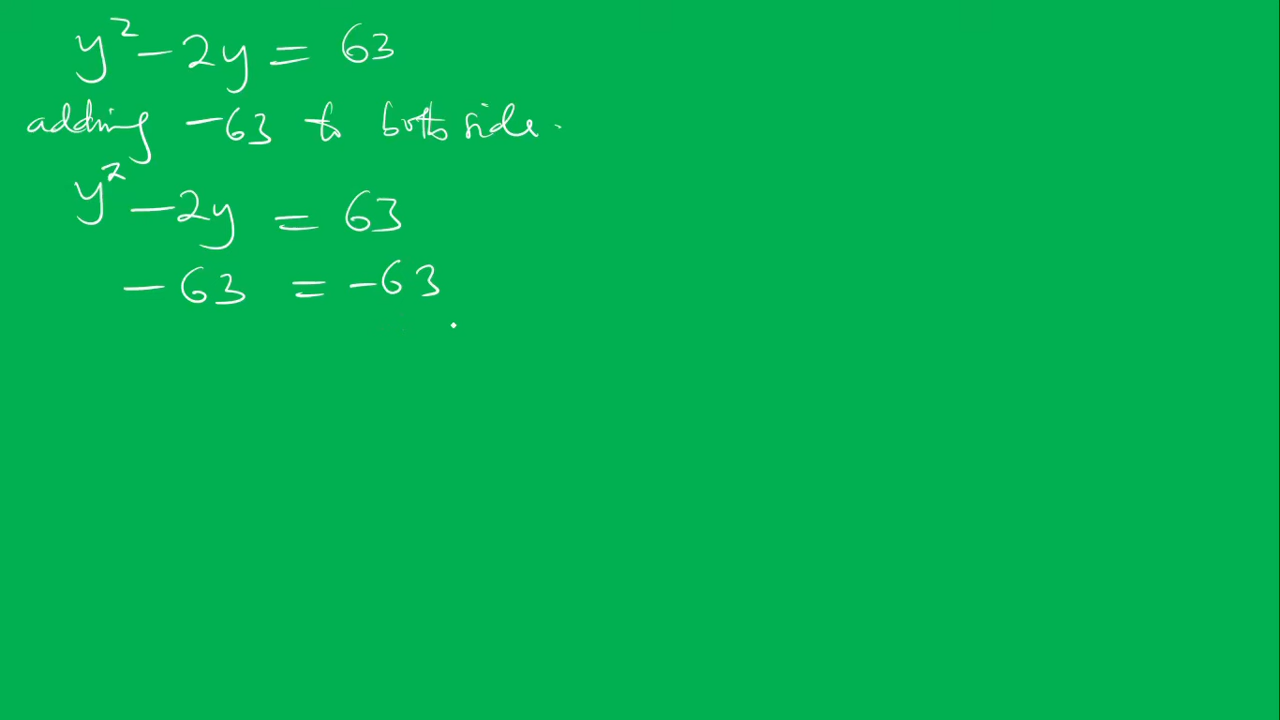 y² - 2y = 63
adding -63 to both side.
y² - 2y = 63
- 63 = -63